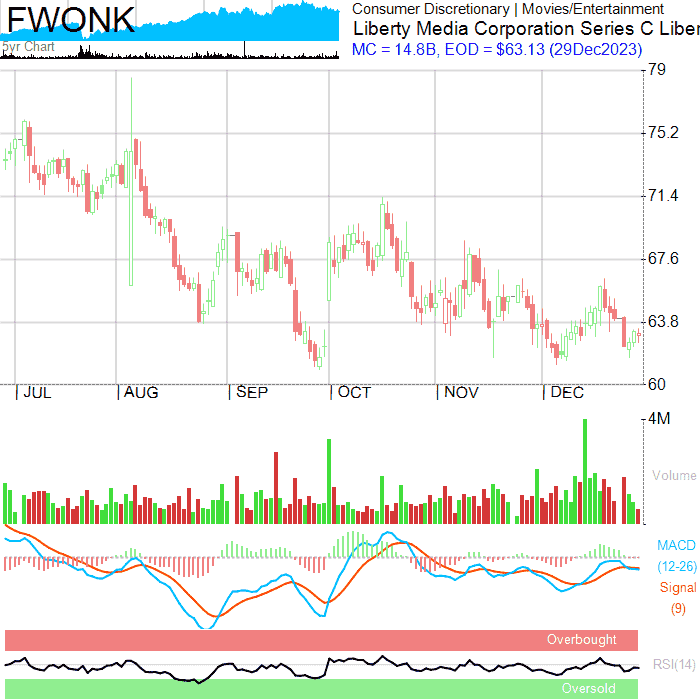 FWONK
5yr Chart
Consumer Discretionary | Movies/Entertainment
Liberty Media Corporation Series C Liber
MC = 14.8B, EOD = $63.13 (29Dec2023)
79
75.2
71.4
67.6
63.8
60
JUL AUG SEP OCT NOV DEC
4M
Volume
MACD
(12-26)
Signal
(9)
Overbought
RSI(14)
Oversold